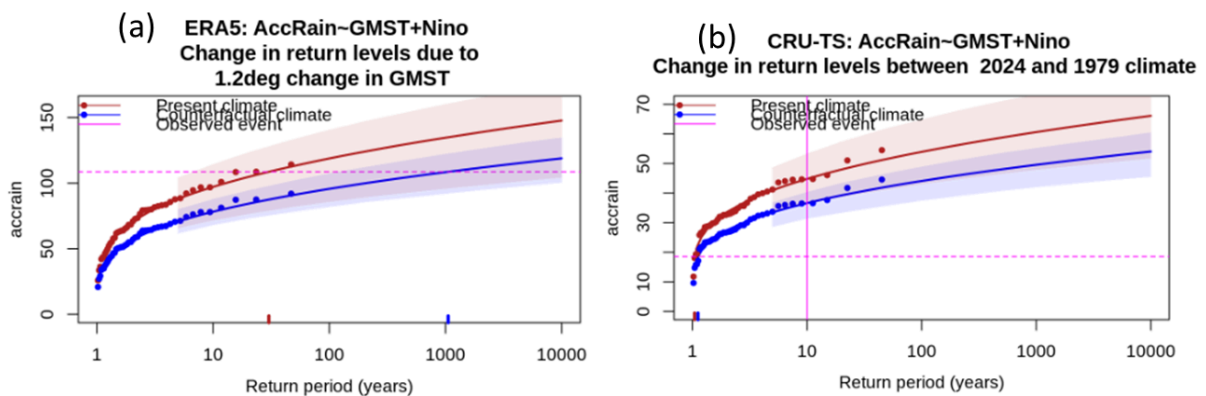 (a)
ERA5: AccRain~GMST+Nino
Change in return levels due to
1.2deg change in GMST
Present climate
Counterfactual climate
Observed event
accrain
150
100
50
0
1 10 100 1000 10000
Return period (years)
(b)
CRU-TS: AccRain~GMST+Nino
Change in return levels between 2024 and 1979 climate
Present climate
Counterfactual climate
Observed event
accrain
70
50
30
10
0
1 10 100 1000 10000
Return period (years)